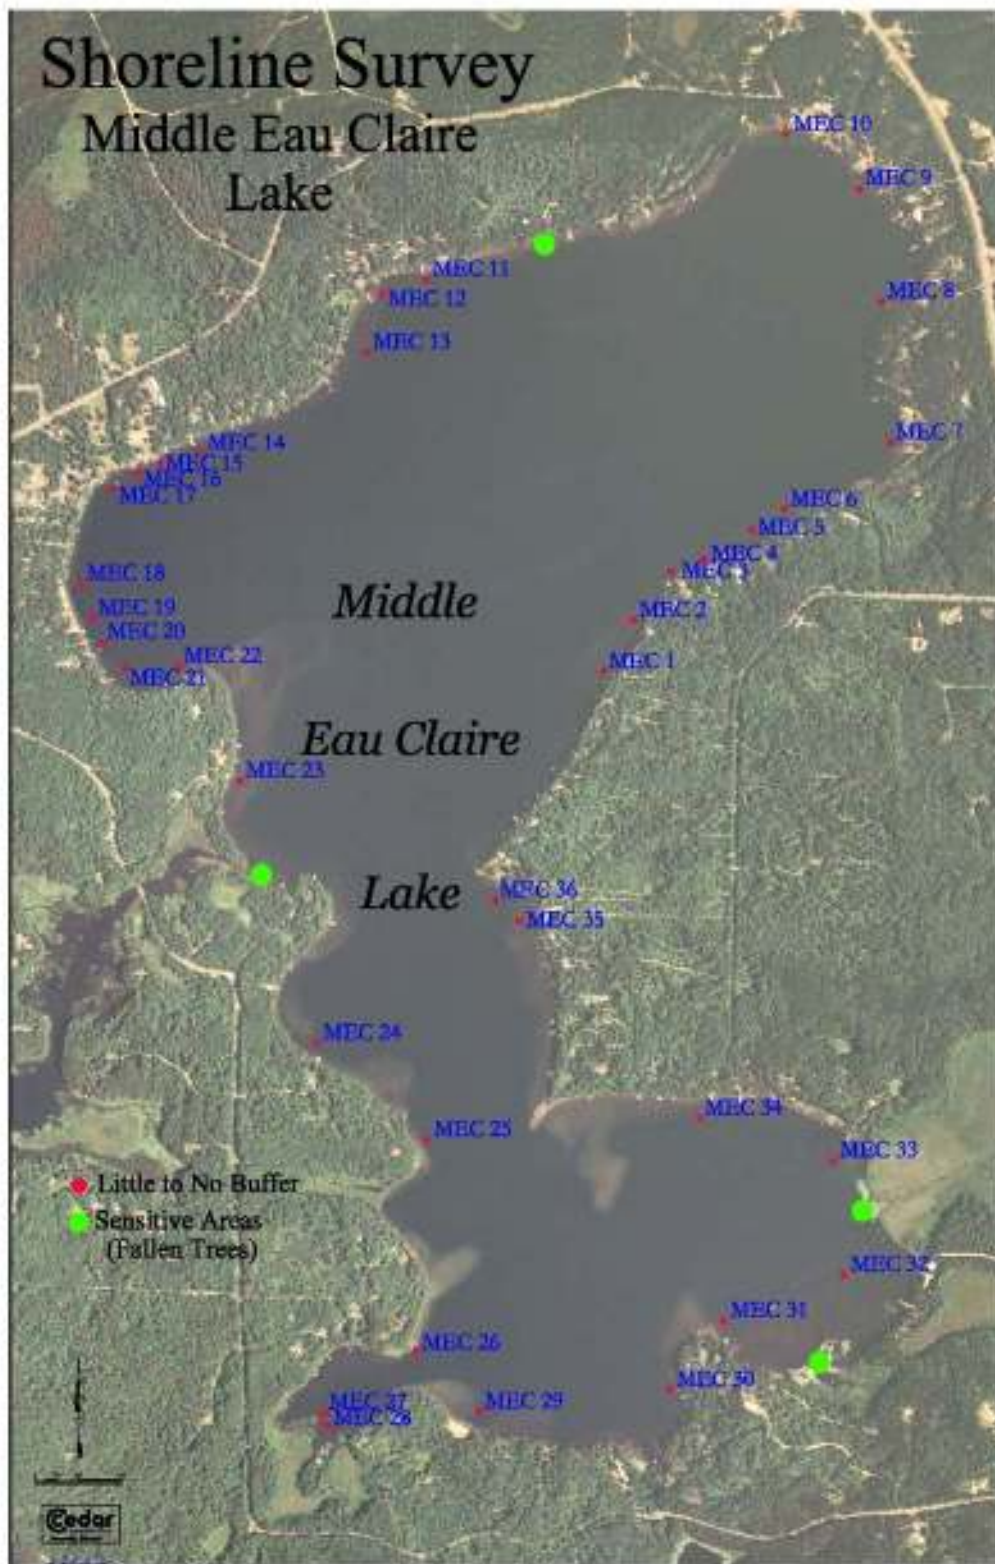 Shoreline Survey
Middle Eau Claire
Lake
MEC 10
MEC 9
MEC 11
MEC 12
MEC 8
MEC 13
MEC 7
MEC 14
MEC 15
MEC 16
MEC 17
MEC 6
MEC 5
MEC 4
MEC 3
MEC 18
Middle
MEC 19
MEC 2
MEC 20
MEC 22
MEC 1
MEC 21
Eau Claire
MEC 23
Lake
MEC 36
MEC 35
MEC 24
MEC 34
MEC 25
MEC 33
Little to No Buffer
Sensitive Areas
(Fallen Trees)
MEC 32
MEC 31
MEC 26
MEC 30
MEC 27
MEC 29
MEC 28
Cedar